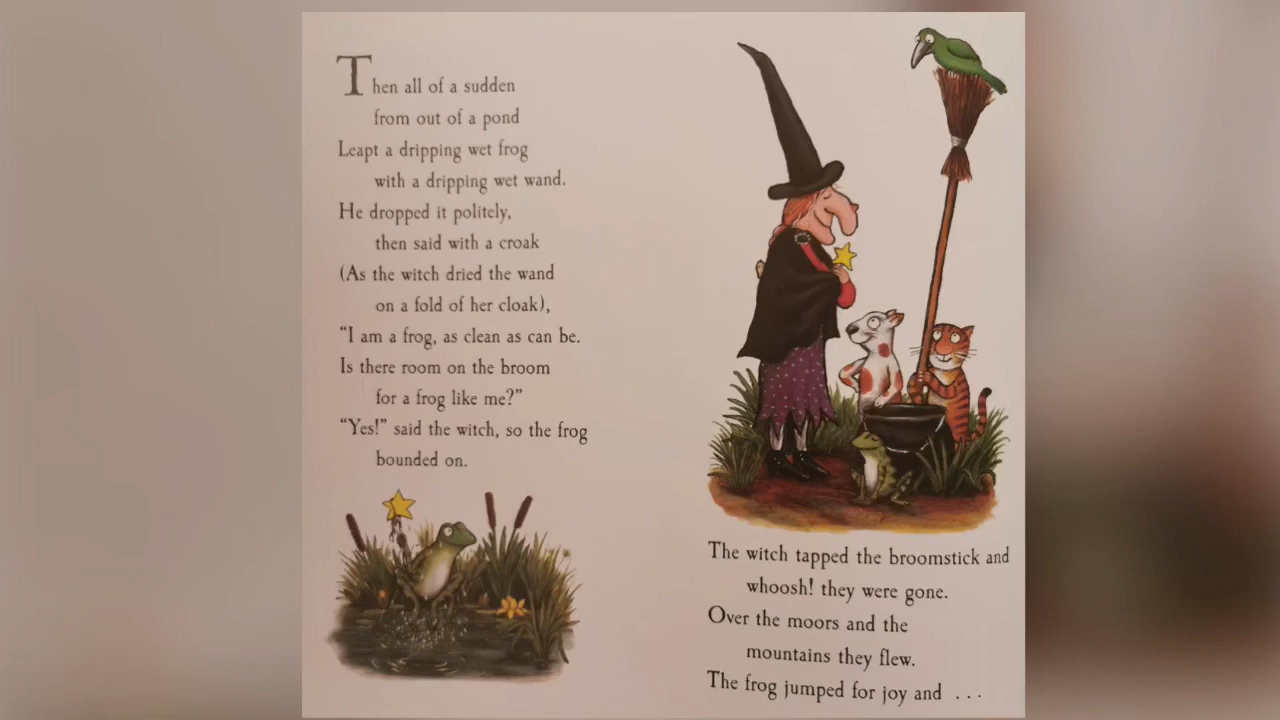 Then all of a sudden
from out of a pond
Leapt a dripping wet frog
with a dripping wet wand.
He dropped it politely,
then said with a croak
(As the witch dried the wand
on a fold of her cloak),
“I am a frog, as clean as can be.
Is there room on the broom
for a frog like me?”
“Yes!” said the witch, so the frog
bounded on.
The witch tapped the broomstick and
whoosh! they were gone.
Over the moors and the
mountains they flew.
The frog jumped for joy and . . .